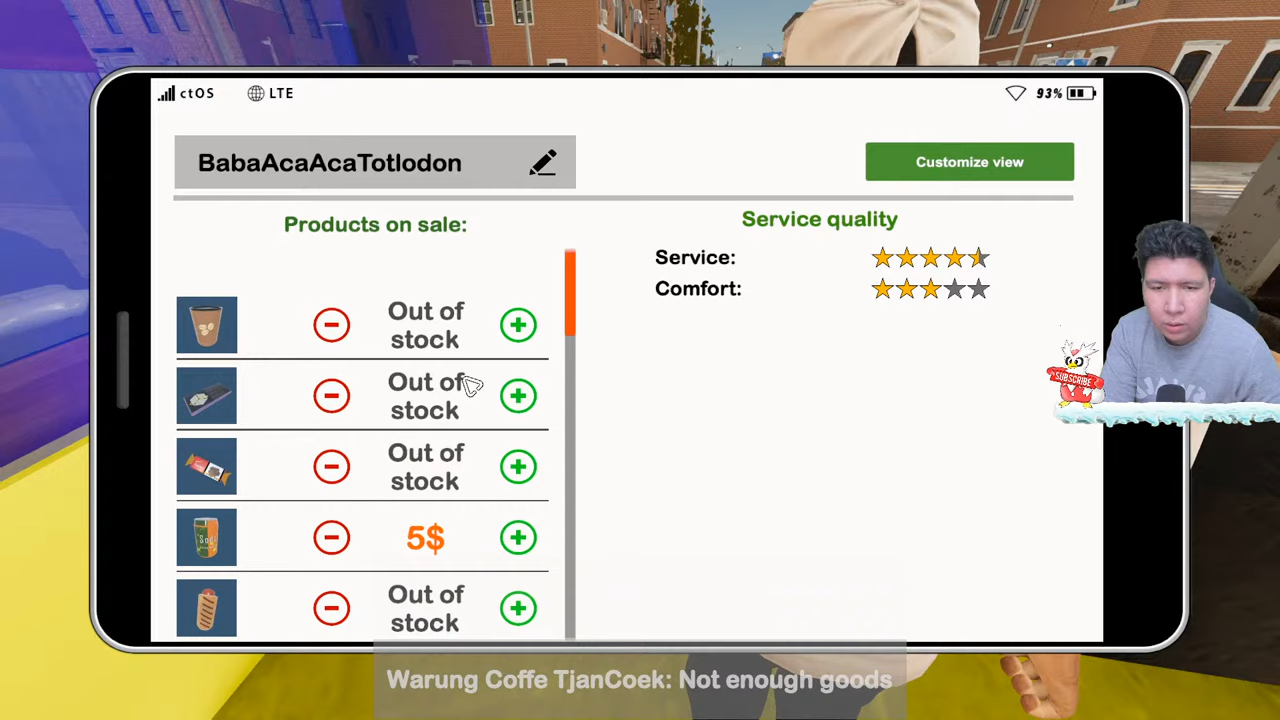 ctOS
LTE
93%
BabaAcaAcaTotlodon
Customize view
Products on sale:
Service quality
Service:
Comfort:
Out of
stock
Out of
stock
Out of
stock
5$
Out of
stock
SUBSCRIBE
Warung Coffe TjanCoek: Not enough goods